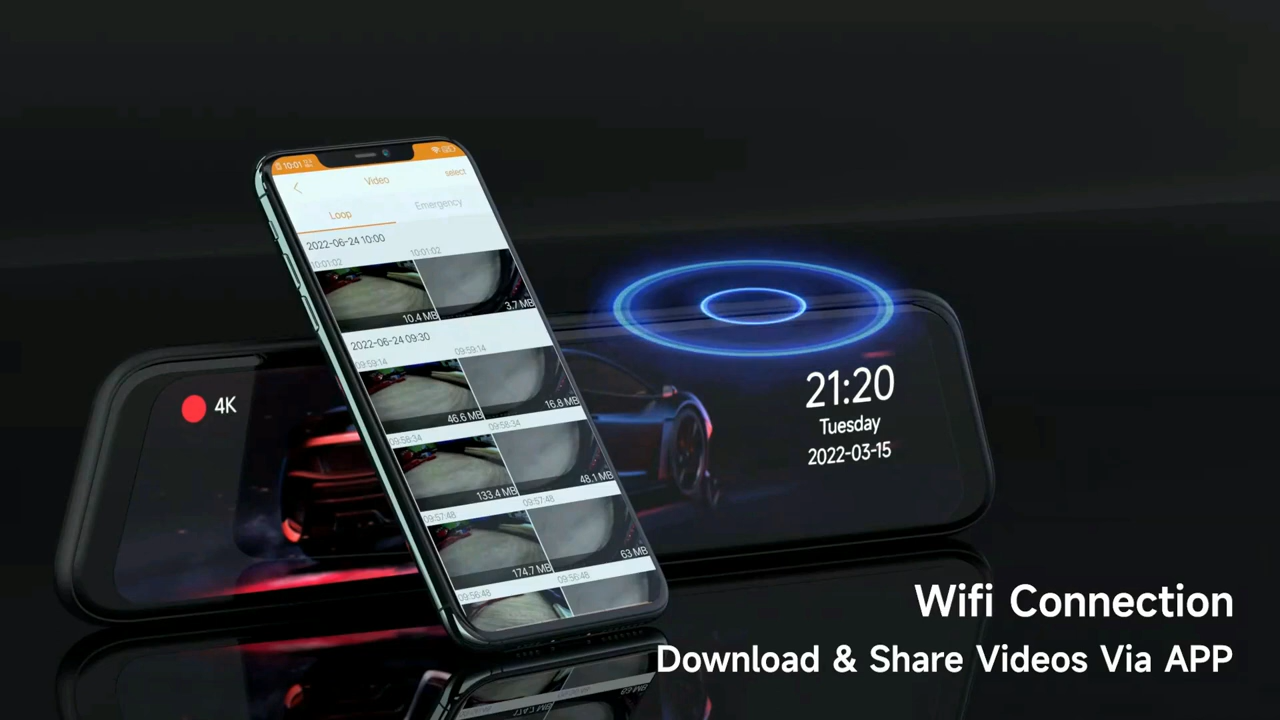 10:01
Video
select
Loop
Emergency
2022-06-24 10:00
10:01:02
10:01:02
10.4 MB
3.7 MB
2022-06-24 09:30
09:59:14
09:59:14
46.6 MB
16.8 MB
09:58:34
09:58:34
133.4 MB
48.1 MB
09:57:48
09:57:48
174.7 MB
63 MB
09:56:48
09:56:48
4K
21:20
Tuesday
2022-03-15
Wifi Connection
Download & Share Videos Via APP